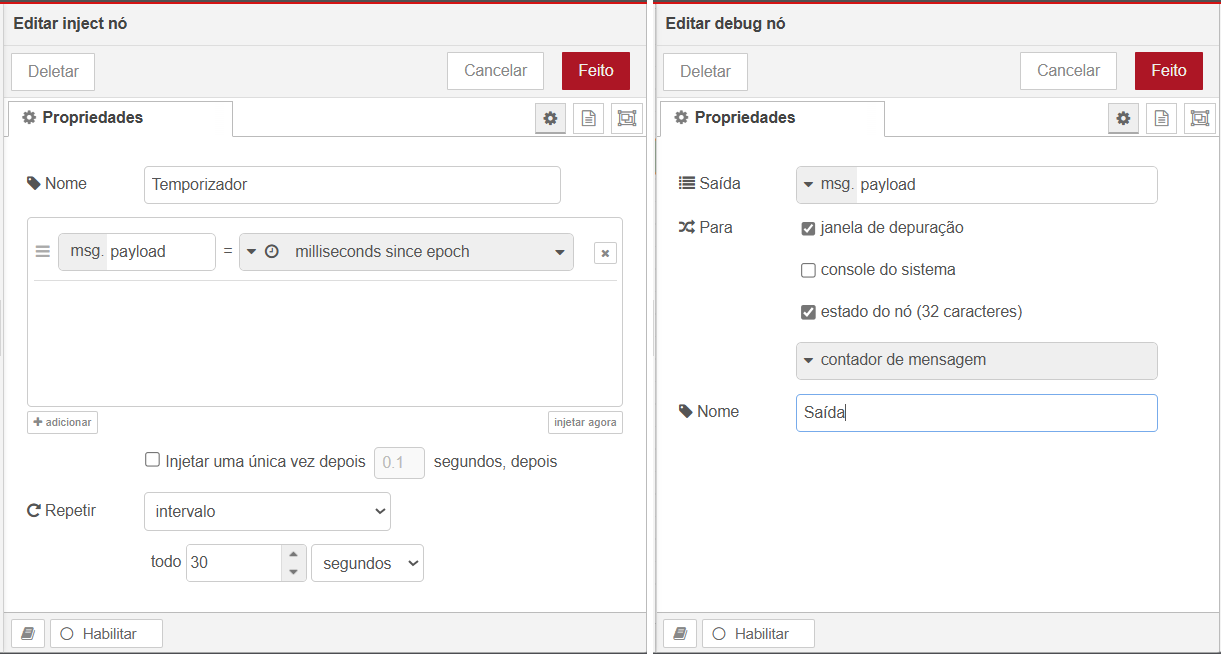 Editar inject nó
Deletar
Cancelar
Feito
Propriedades
Nome
Temporizador
msg. payload = milliseconds since epoch
adicionar
injetar agora
Injetar uma única vez depois 0.1 segundos, depois
Repetir
intervalo
todo 30 segundos
Habilitar
Editar debug nó
Deletar
Cancelar
Feito
Propriedades
Saída
msg. payload
Para
janela de depuração
console do sistema
estado do nó (32 caracteres)
contador de mensagem
Nome
Saída
Habilitar